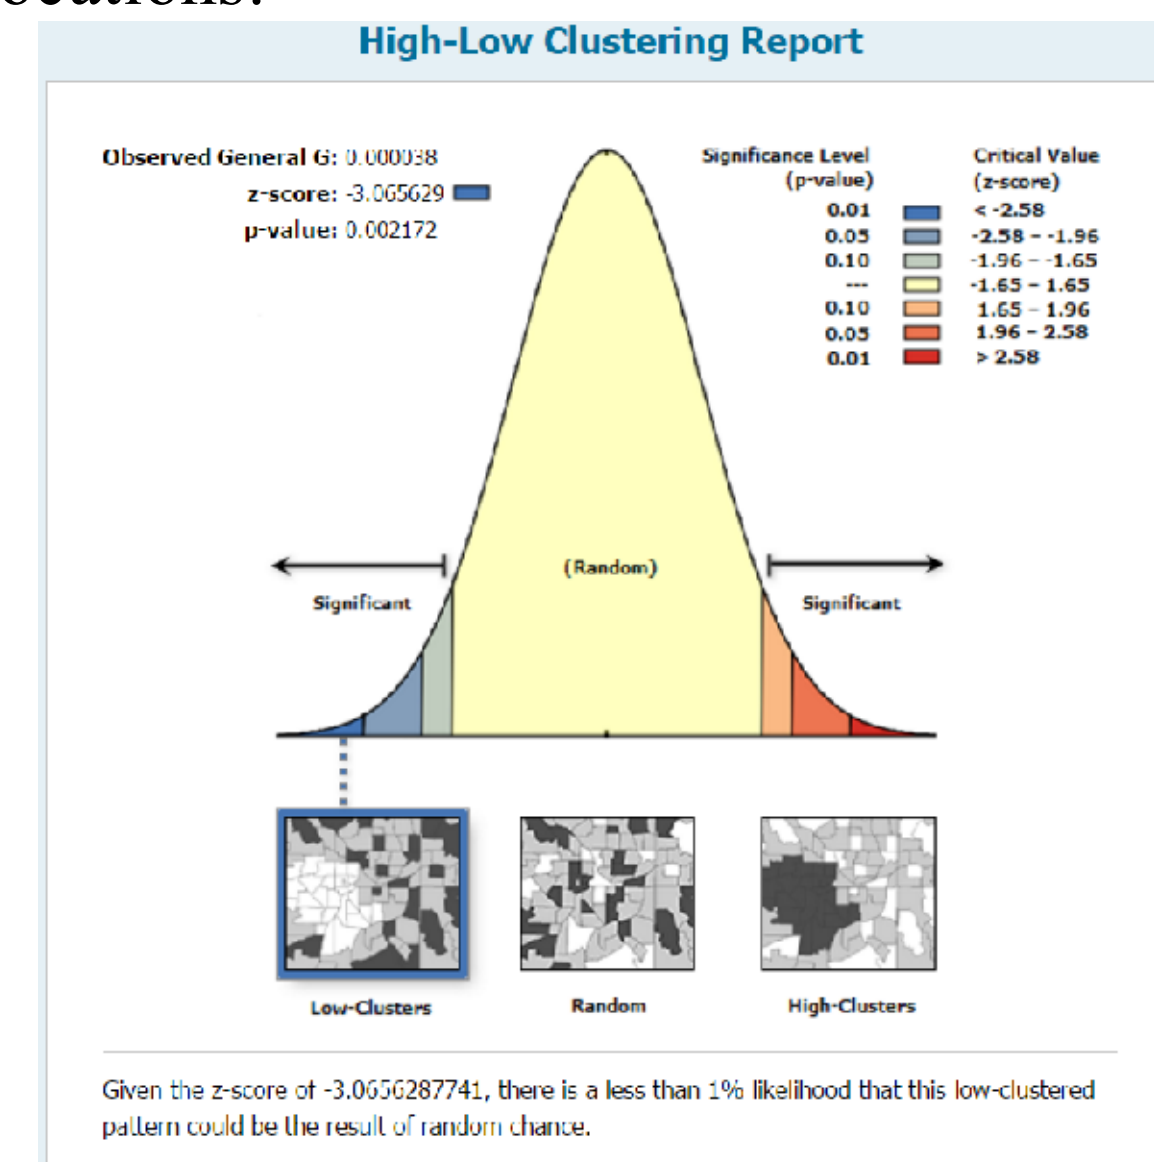 ocations.
High-Low Clustering Report
Observed General G: 0.000038
z-score: -3.065629
p-value: 0.002172
Significance Level (p-value) Critical Value (z-score)
0.01 < -2.58
0.05 -2.58 – -1.96
0.10 -1.96 – -1.65
--- -1.65 – 1.65
0.10 1.65 – 1.96
0.05 1.96 – 2.58
0.01 > 2.58
(Random)
Significant Significant
Low-Clusters Random High-Clusters
Given the z-score of -3.0656287741, there is a less than 1% likelihood that this low-clustered
pattern could be the result of random chance.